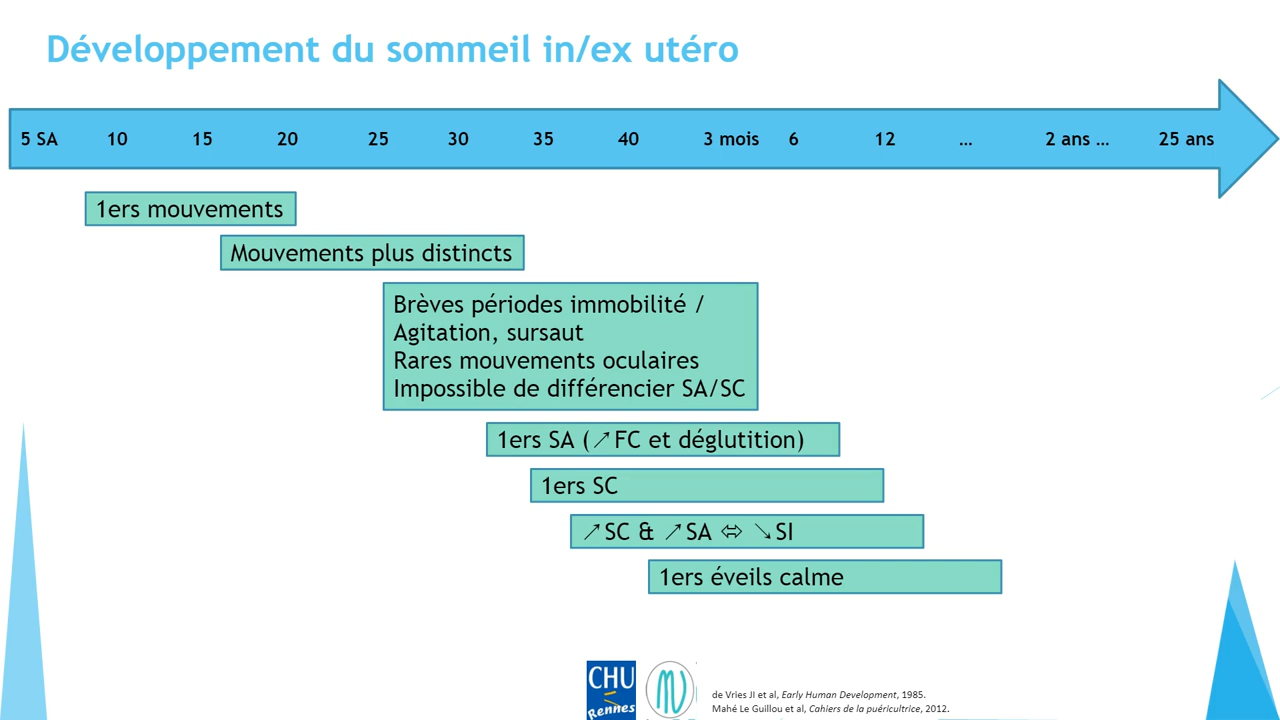 Développement du sommeil in/ex utéro
5 SA 10 15 20 25 30 35 40 3 mois 6 12 … 2 ans … 25 ans
1ers mouvements
Mouvements plus distincts
Brèves périodes immobilité /
Agitation, sursaut
Rares mouvements oculaires
Impossible de différencier SA/SC
1ers SA (↗FC et déglutition)
1ers SC
↗SC & ↗SA ⬄ ↘SI
1ers éveils calme
CHU
Rennes
de Vries JI et al, Early Human Development, 1985.
Mahé Le Guillou et al, Cahiers de la puéricultrice, 2012.